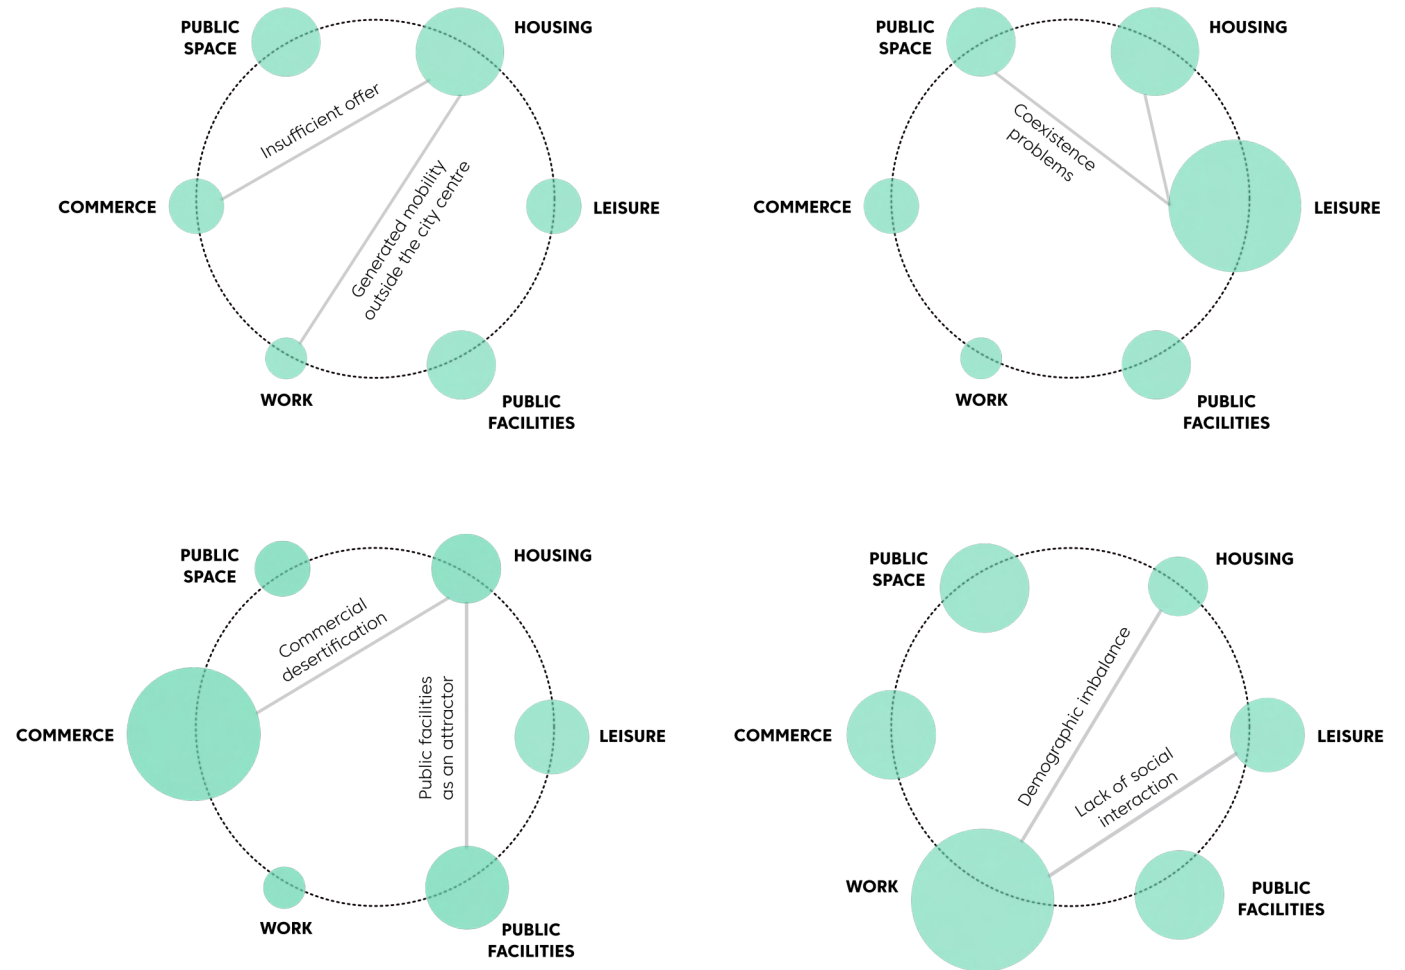 PUBLIC
SPACE
HOUSING
Insufficient offer
COMMERCE
Generated mobility
outside the city centre
LEISURE
WORK
PUBLIC
FACILITIES
PUBLIC
SPACE
HOUSING
Coexistence
problems
COMMERCE
LEISURE
WORK
PUBLIC
FACILITIES
PUBLIC
SPACE
HOUSING
Commercial
desertification
COMMERCE
Public facilities
as an attractor
LEISURE
WORK
PUBLIC
FACILITIES
PUBLIC
SPACE
HOUSING
Demographic imbalance
COMMERCE
LEISURE
Lack of social
interaction
WORK
PUBLIC
FACILITIES